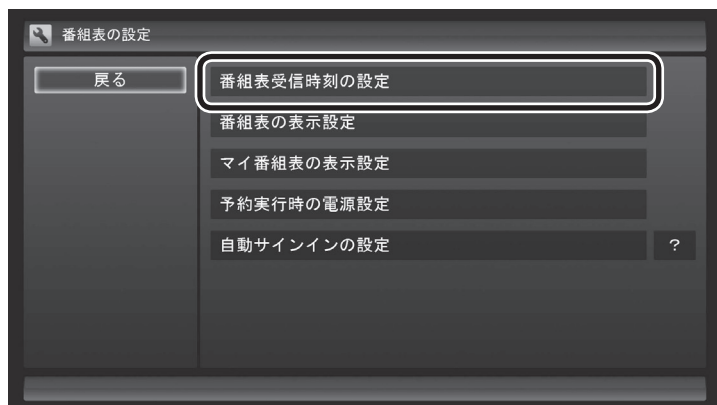 番組表の設定
戻る
番組表受信時刻の設定
番組表の表示設定
マイ番組表の表示設定
予約実行時の電源設定
自動サインインの設定
?